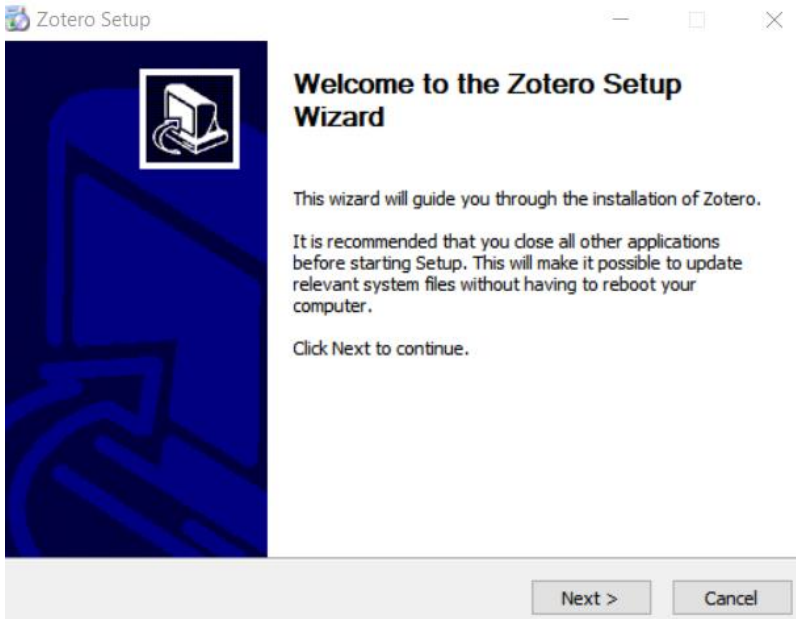 Zotero Setup
Welcome to the Zotero Setup
Wizard
This wizard will guide you through the installation of Zotero.
It is recommended that you close all other applications
before starting Setup. This will make it possible to update
relevant system files without having to reboot your
computer.
Click Next to continue.
Next >
Cancel